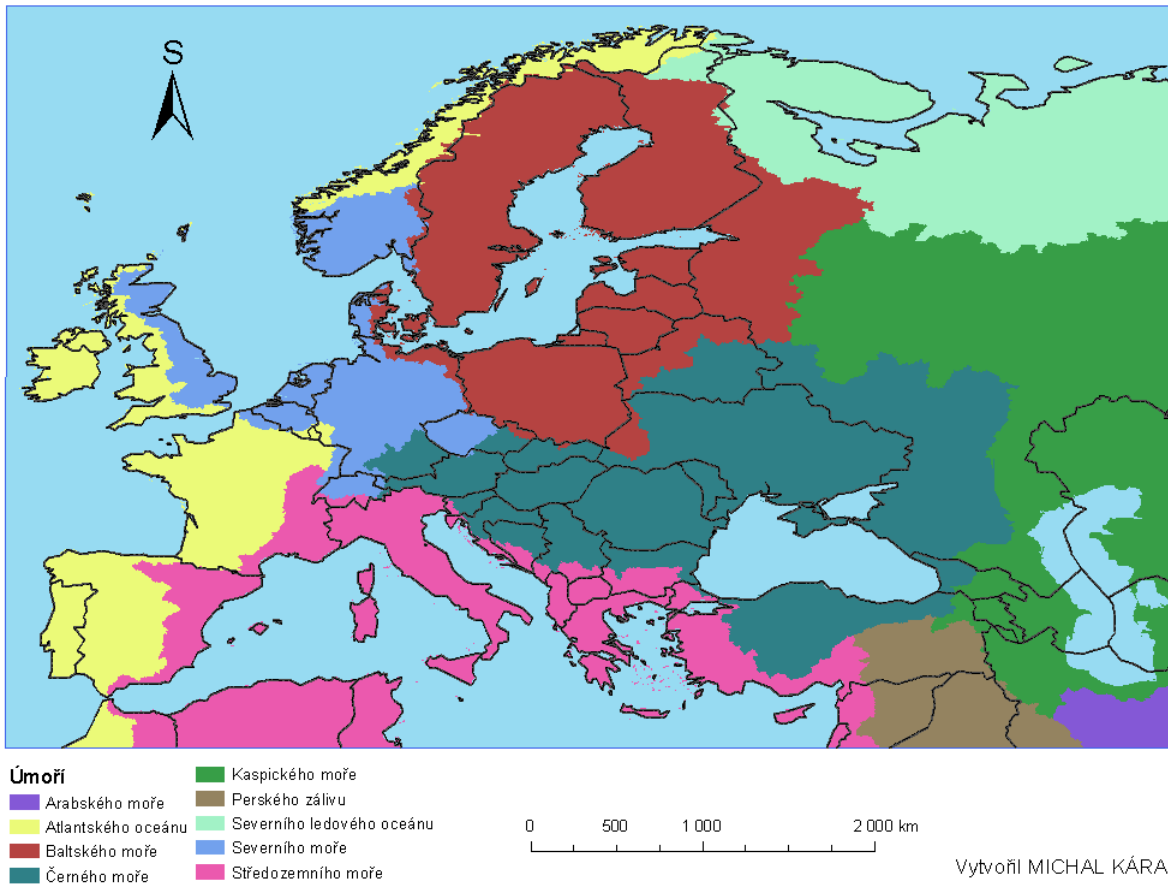 S
Úmoří
Arabského moře
Atlantského oceánu
Baltského moře
Černého moře
Kaspického moře
Perského zálivu
Severního ledového oceánu
Severního moře
Středozemního moře
0 500 1 000 2 000 km
Vytvořil MICHAL KÁRA